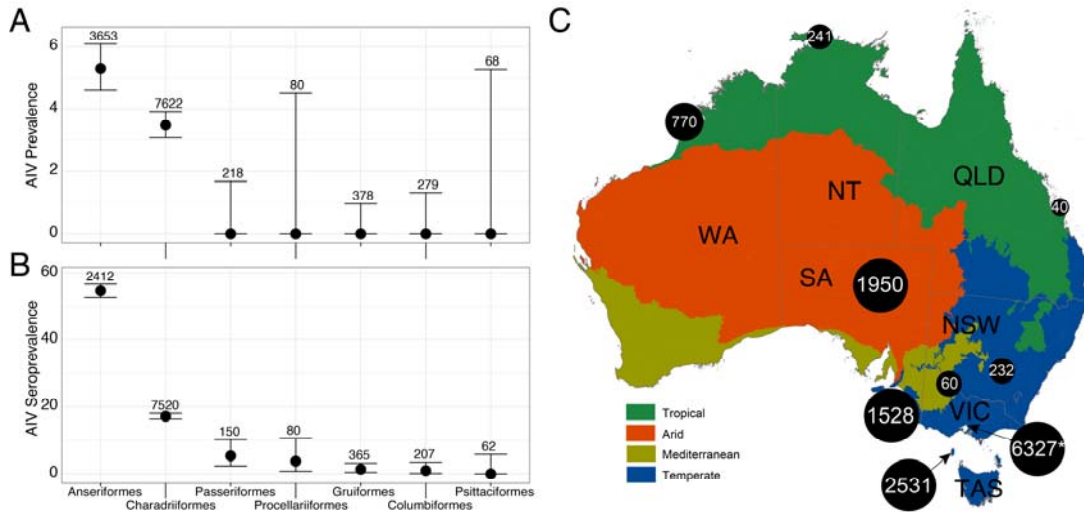 A
AIV Prevalence
6
4
2
0
3653
7622
218
80
378
279
68
B
AIV Seroprevalence
60
40
20
0
2412
7520
150
80
365
207
62
Anseriformes
Charadriiformes
Passeriformes
Procellariiformes
Gruiformes
Columbiformes
Psittaciformes
C
241
770
NT
QLD
40
WA
SA
1950
NSW
232
60
1528
VIC
6327*
2531
TAS
Tropical
Arid
Mediterranean
Temperate